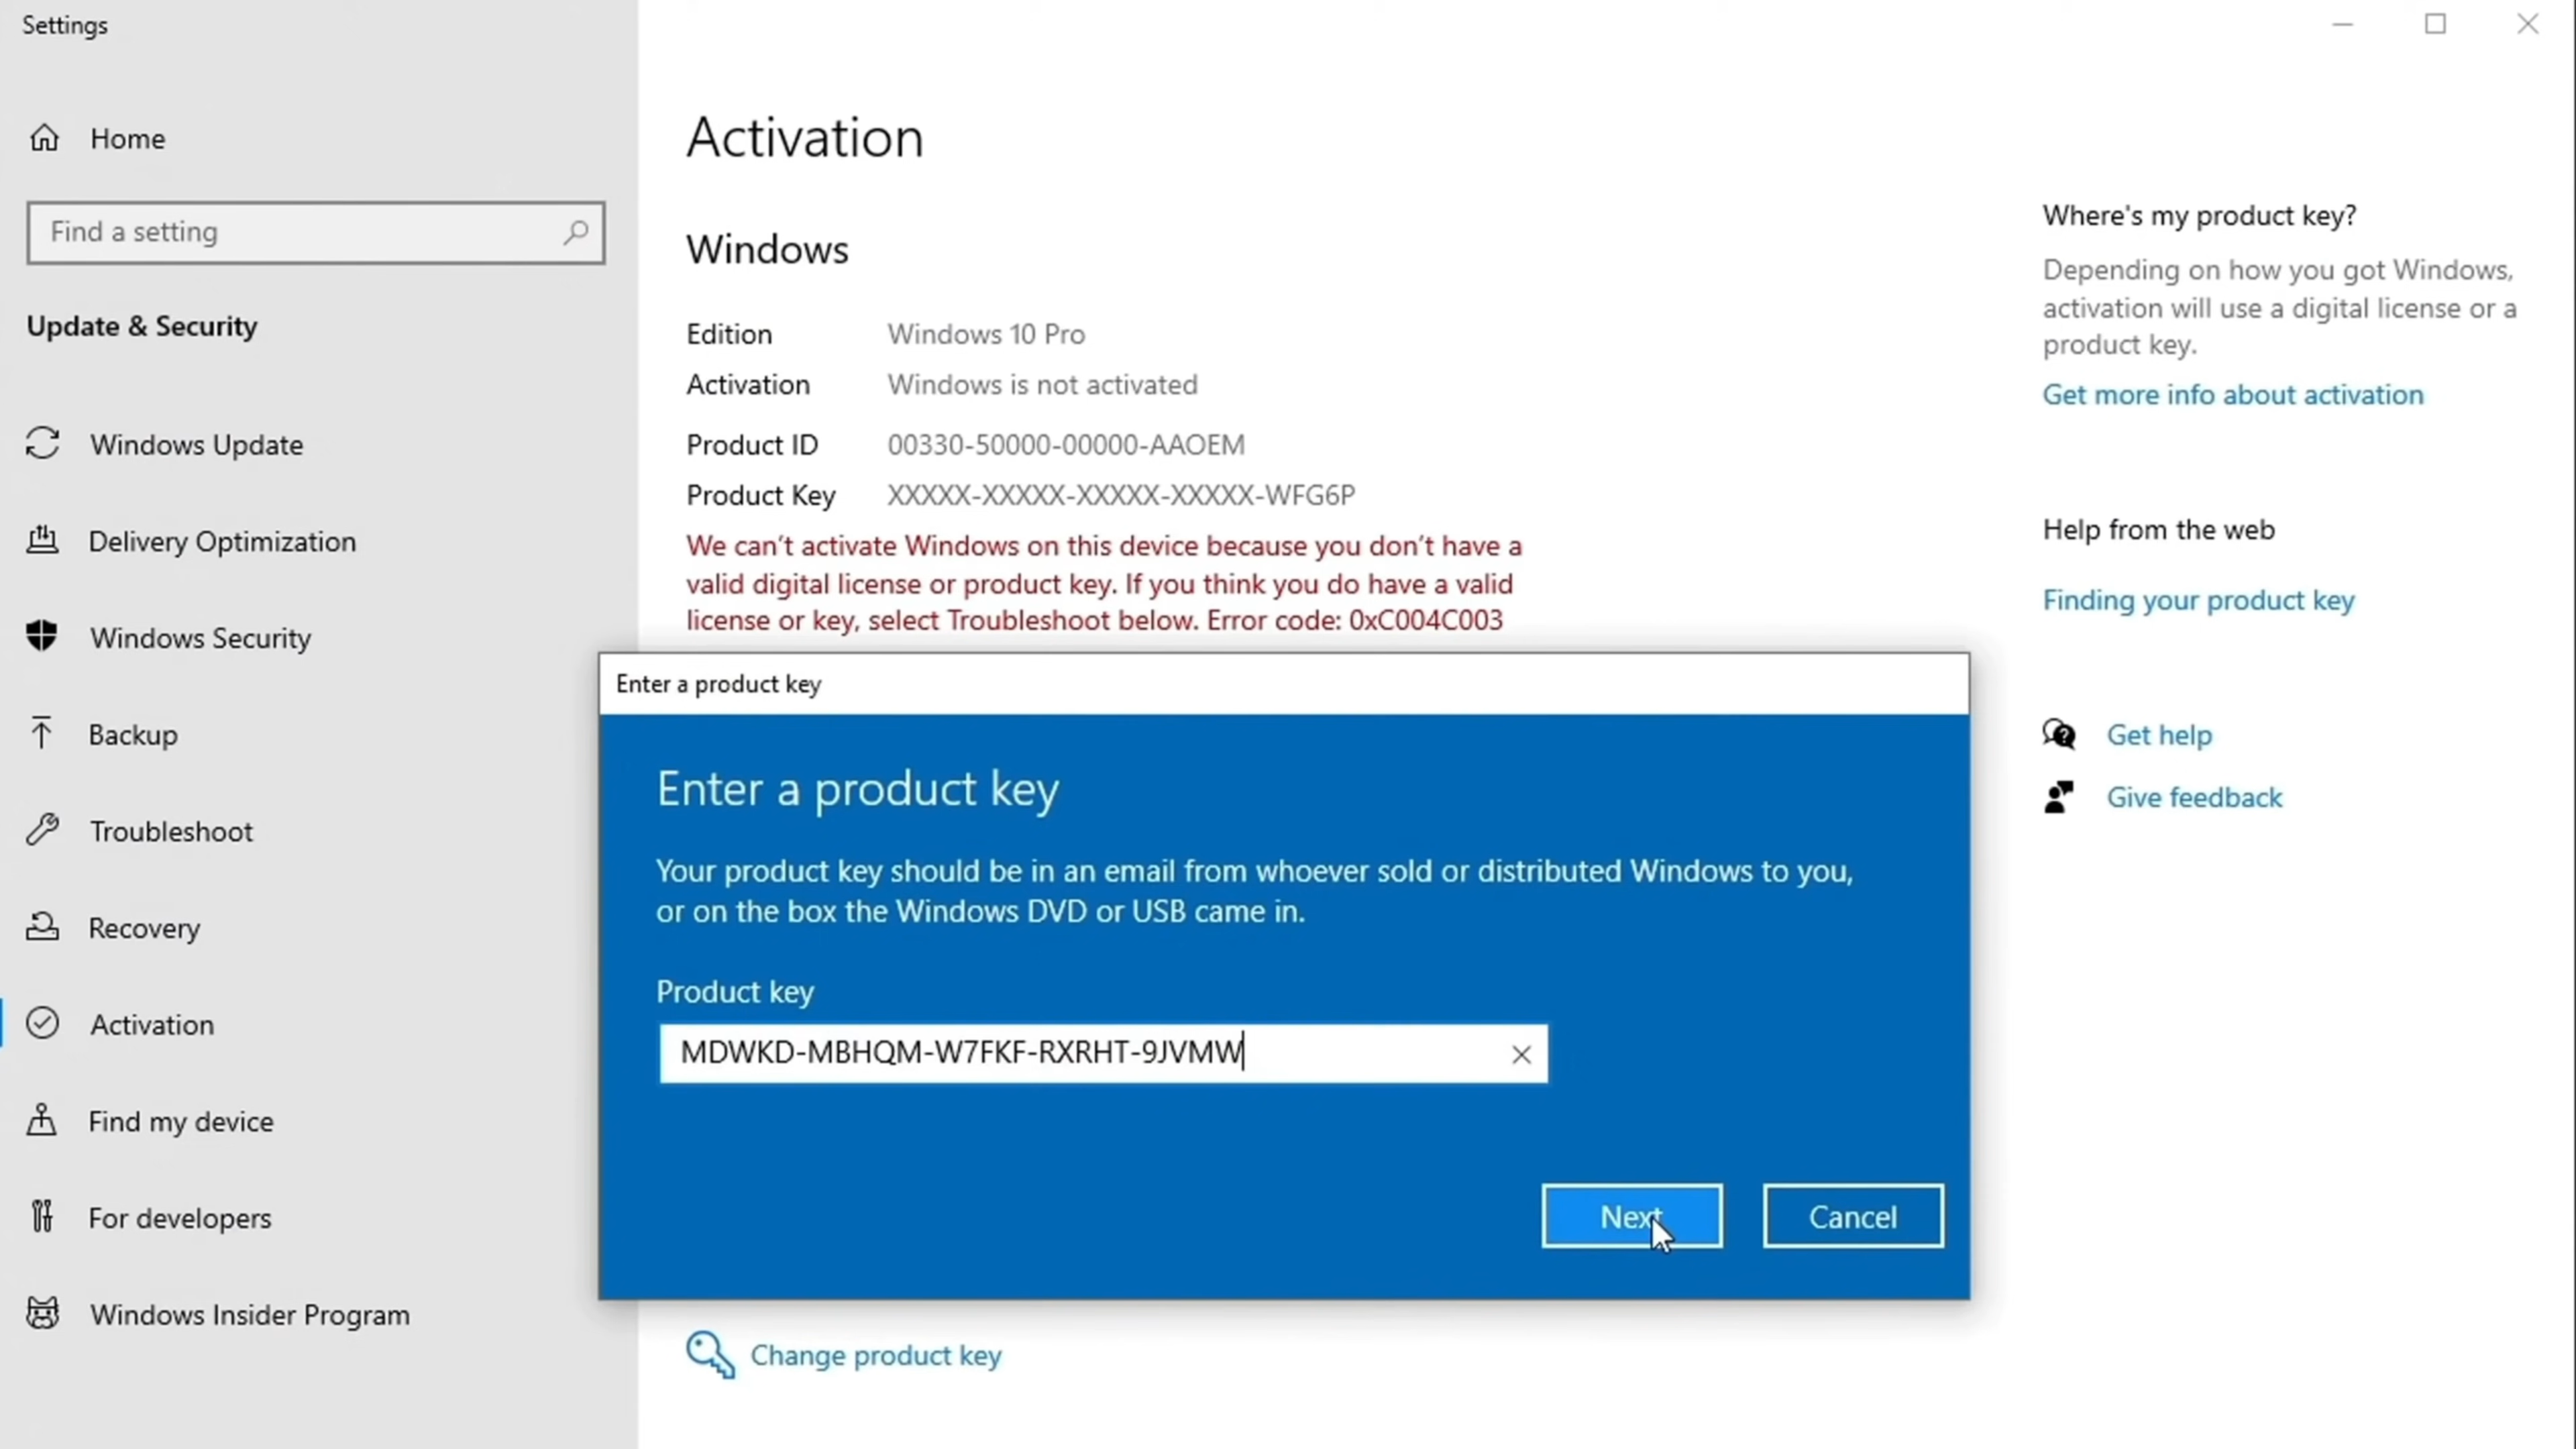 Settings
Home
Find a setting
Update & Security
Windows Update
Delivery Optimization
Windows Security
Backup
Troubleshoot
Recovery
Activation
Find my device
For developers
Windows Insider Program
Activation
Windows
Edition Windows 10 Pro
Activation Windows is not activated
Product ID 00330-50000-00000-AAOEM
Product Key XXXXX-XXXXX-XXXXX-XXXXX-WFG6P
We can't activate Windows on this device because you don't have a
valid digital license or product key. If you think you do have a valid
license or key, select Troubleshoot below. Error code: 0xC004C003
Enter a product key
Enter a product key
Your product key should be in an email from whoever sold or distributed Windows to you,
or on the box the Windows DVD or USB came in.
Product key
MDWKD-MBHQM-W7FKF-RXRHT-9JVMW
Next Cancel
Change product key
Where's my product key?
Depending on how you got Windows,
activation will use a digital license or a
product key.
Get more info about activation
Help from the web
Finding your product key
Get help
Give feedback